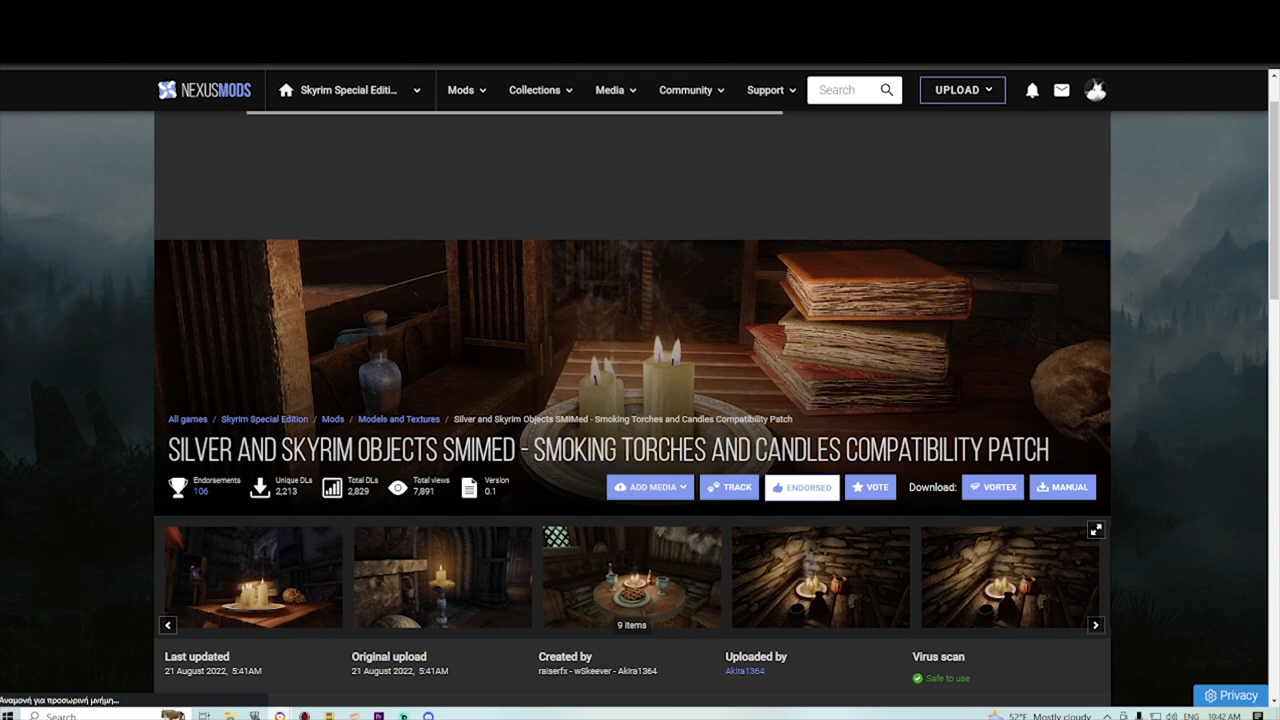 NEXUSMODS
Skyrim Special Editi... Mods Collections Media Community Support Search UPLOAD
All games / Skyrim Special Edition / Mods / Models and Textures / Silver and Skyrim Objects SMIMed - Smoking Torches and Candles Compatibility Patch
SILVER AND SKYRIM OBJECTS SMIMED - SMOKING TORCHES AND CANDLES COMPATIBILITY PATCH
Endorsements
106
Unique DLs
2,213
Total DLs
2,829
Total views
7,891
Version
0.1
ADD MEDIA
TRACK
ENDORSED
VOTE
Download:
VORTEX
MANUAL
9 items
Last updated
21 August 2022, 5:41AM
Original upload
21 August 2022, 5:41AM
Created by
raiserfx - wSkeever - Akira1364
Uploaded by
Akira1364
Virus scan
Safe to use
Privacy
Αναμονή για προσωρινή μνήμη...
Search
52°F Mostly cloudy
ENG
10:42 AM